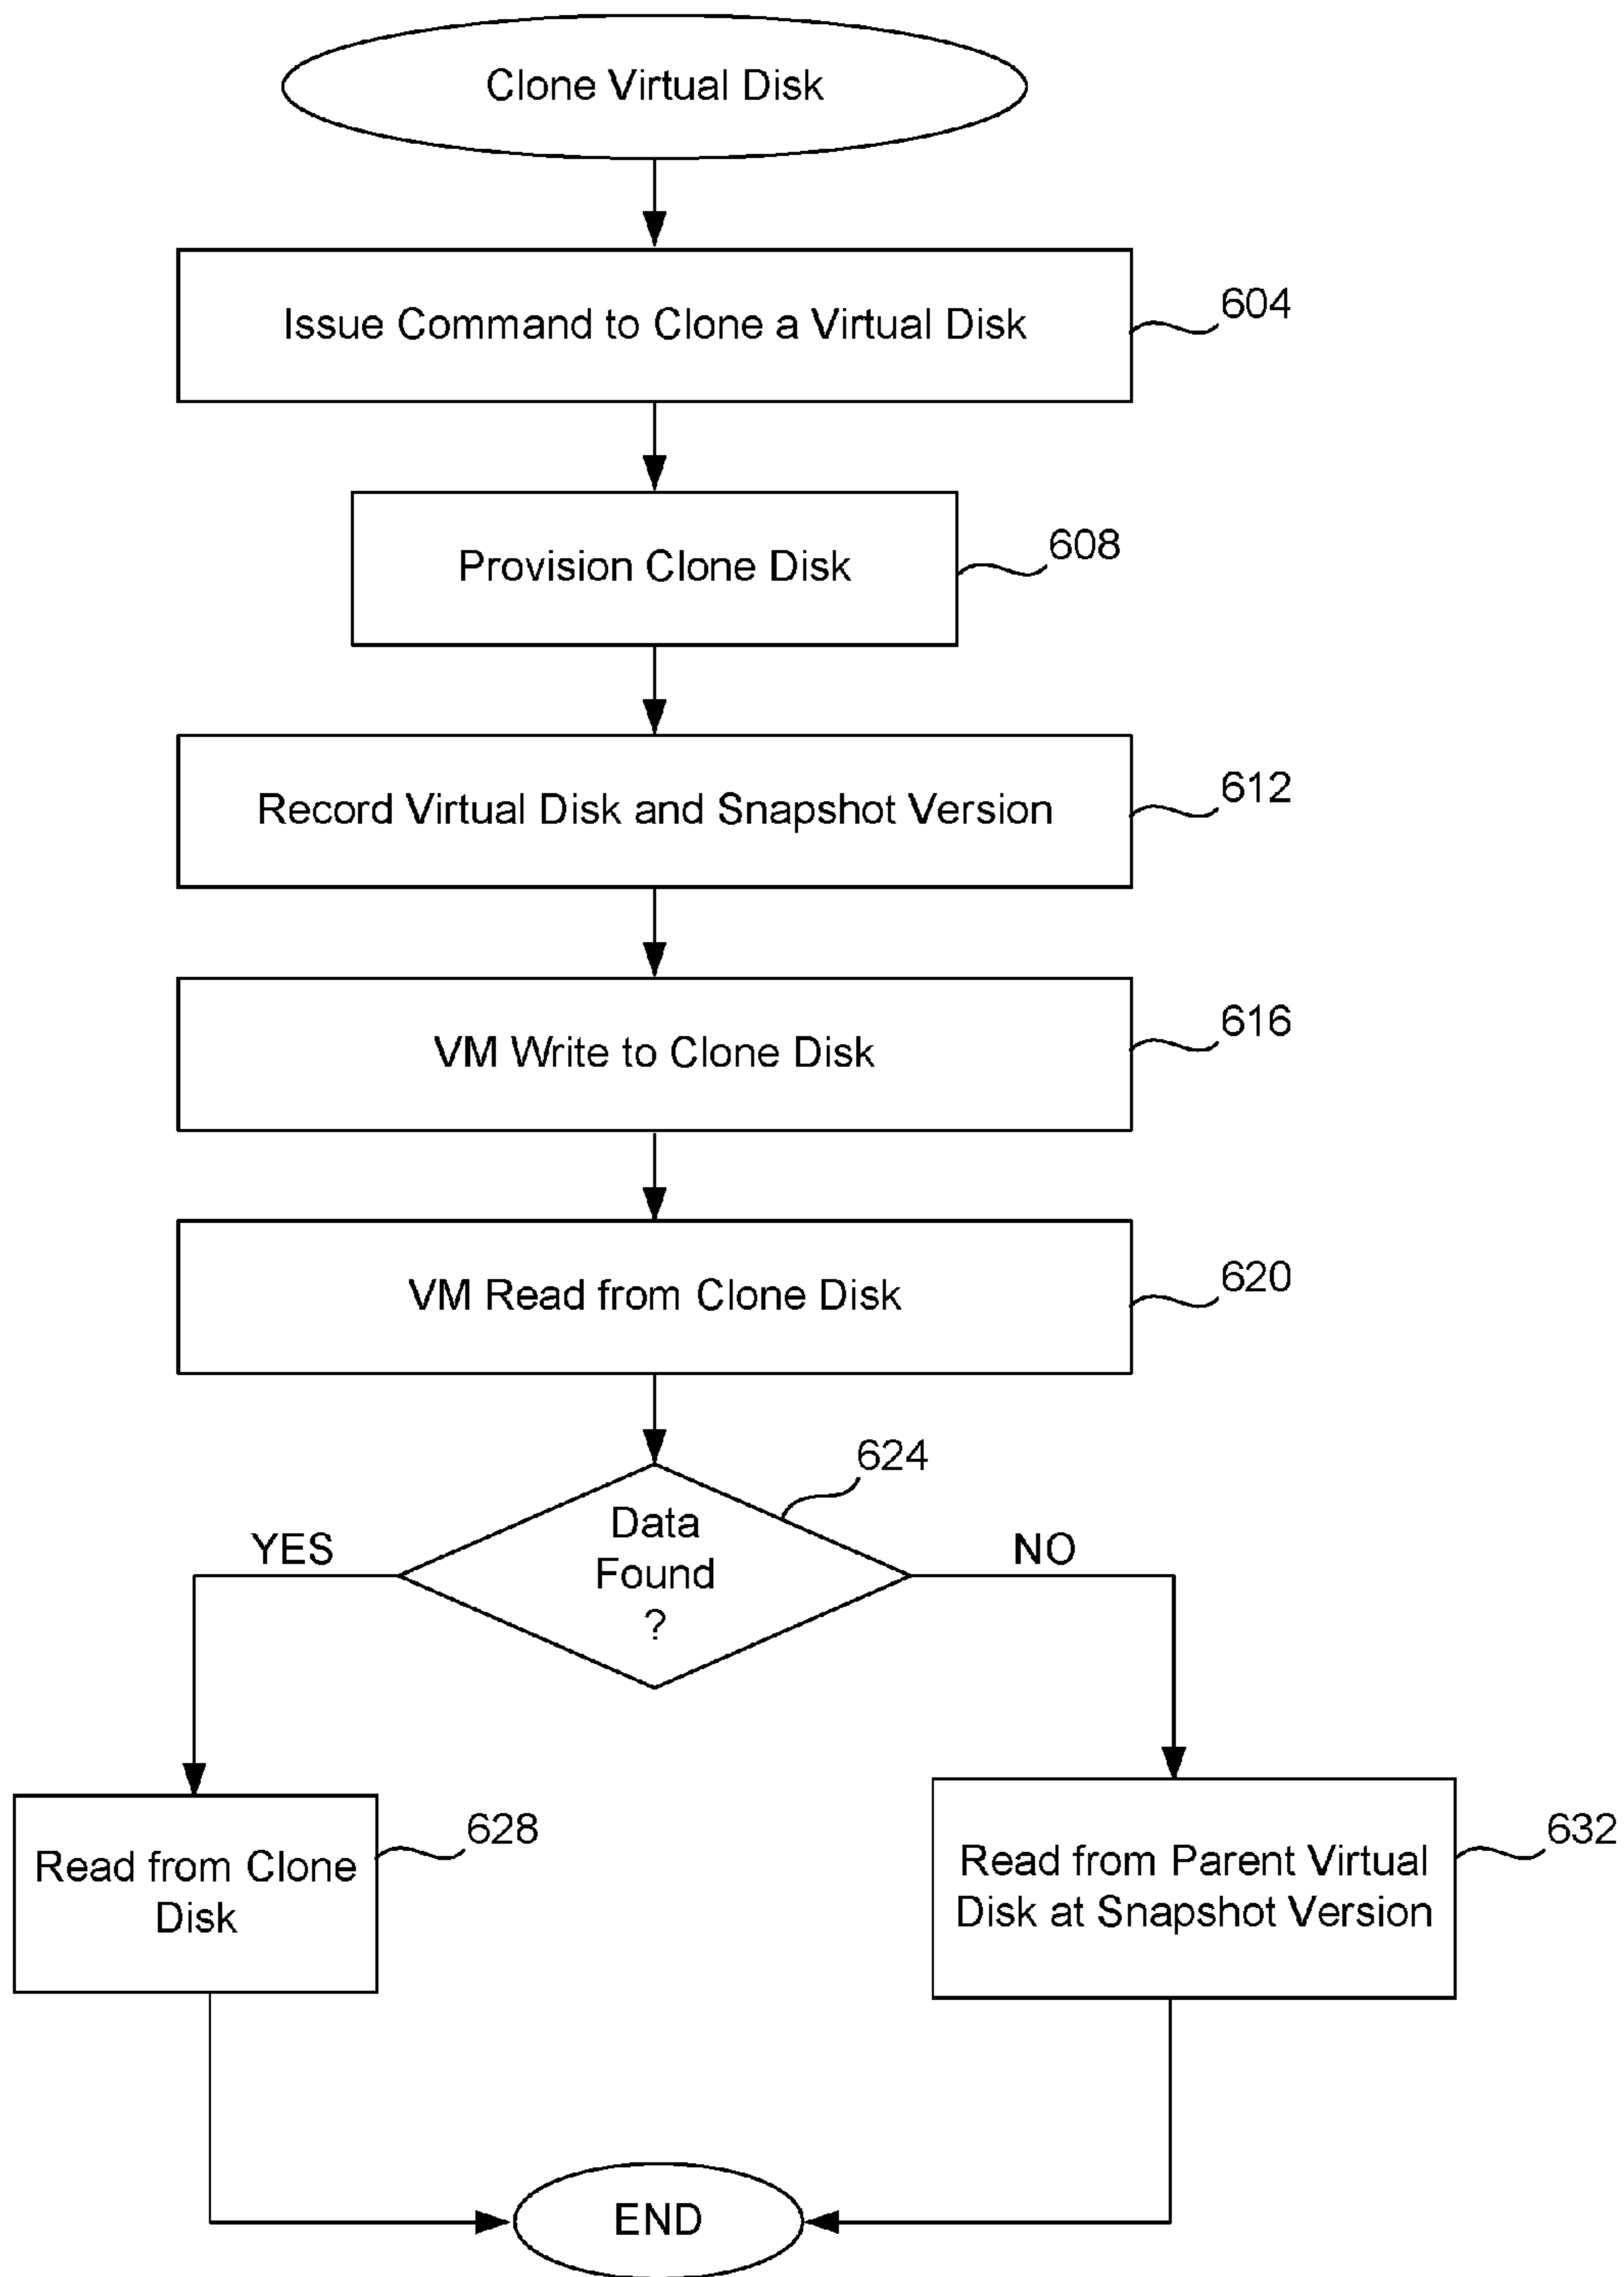 Clone Virtual Disk
Issue Command to Clone a Virtual Disk
604
Provision Clone Disk
608
Record Virtual Disk and Snapshot Version
612
VM Write to Clone Disk
616
VM Read from Clone Disk
620
624
Data
Found
?
YES
NO
Read from Clone
Disk
628
Read from Parent Virtual
Disk at Snapshot Version
632
END